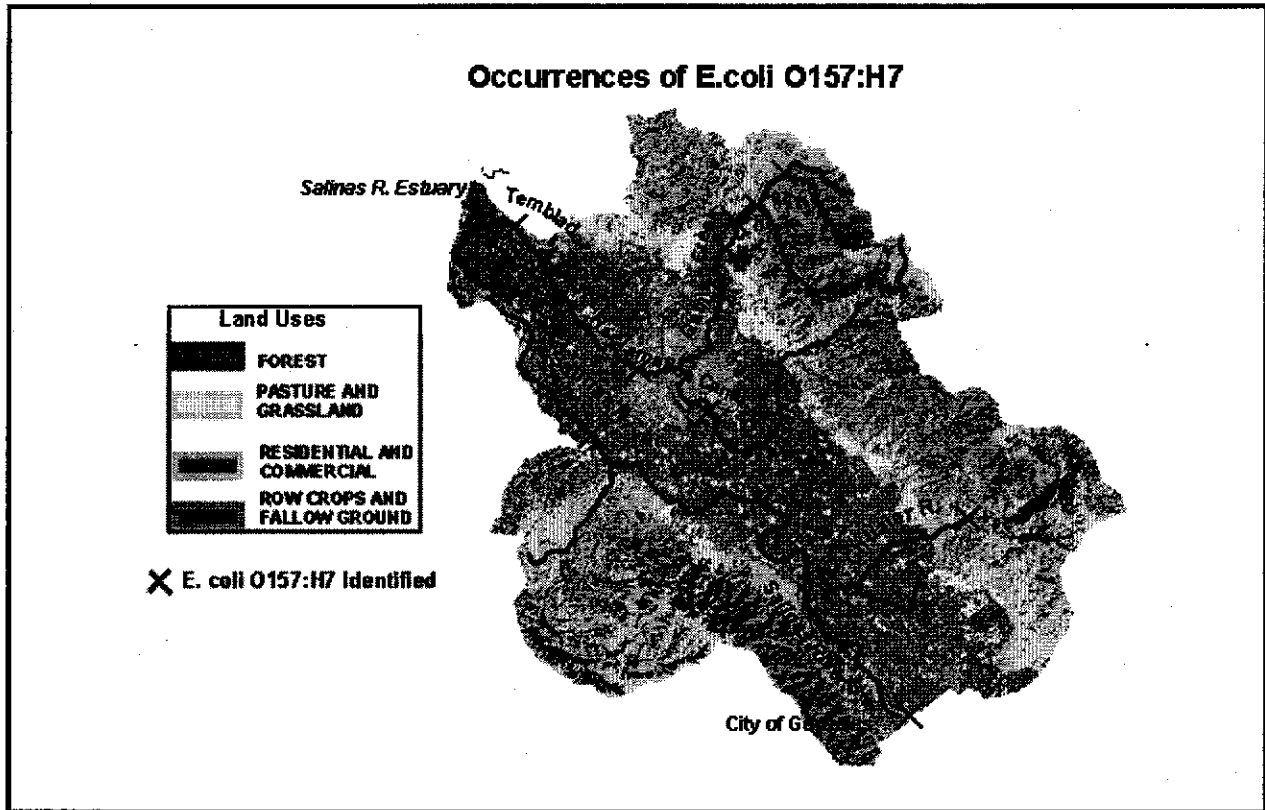 Occurrences of E.coli O157:H7
Salinas R. Estuary
Land Uses
FOREST
PASTURE AND
GRASSLAND
RESIDENTIAL AND
COMMERCIAL
ROW CROPS AND
FALLOW GROUND
E. coli O157:H7 Identified
City of